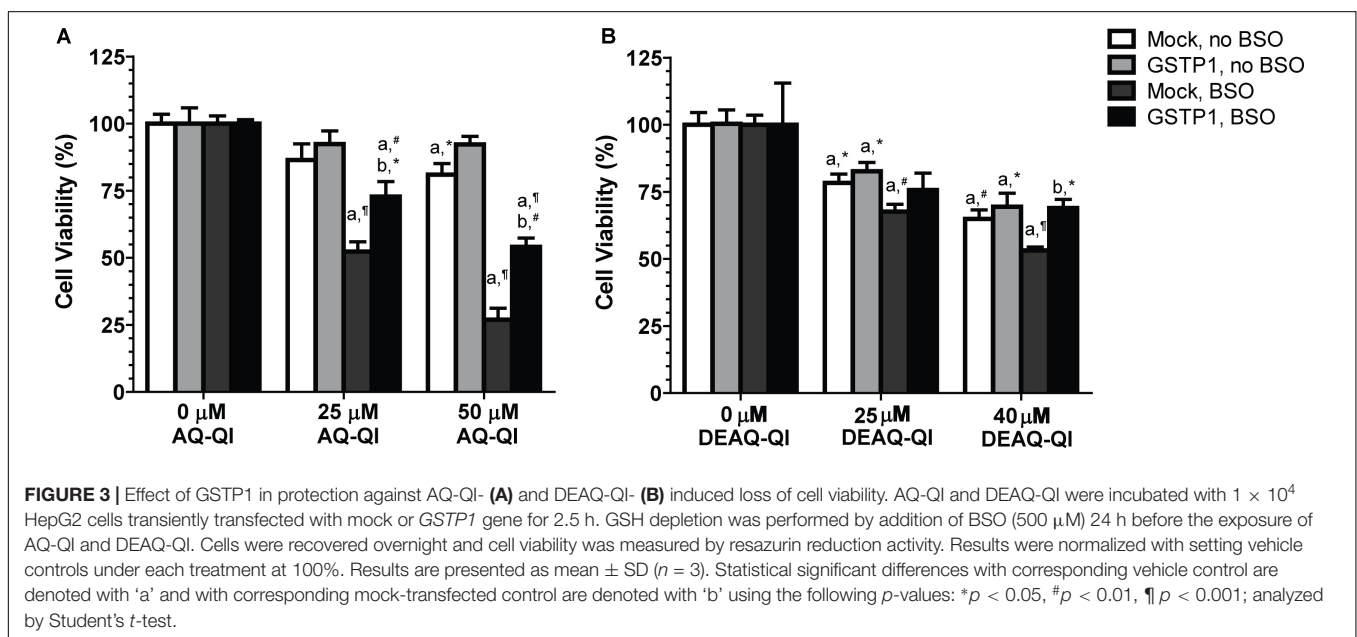 A
B
Mock, no BSO
GSTP1, no BSO
Mock, BSO
GSTP1, BSO
Cell Viability (%)
125
100
75
50
25
0
a,#
b,*
a,¶
a,*
a,¶
a,¶
b,#
0 μM
AQ-QI
25 μM
AQ-QI
50 μM
AQ-QI
Cell Viability (%)
125
100
75
50
25
0
a,*
a,*
a,#
a,#
a,*
a,¶
b,*
0 μM
DEAQ-QI
25 μM
DEAQ-QI
40 μM
DEAQ-QI
FIGURE 3 | Effect of GSTP1 in protection against AQ-QI- (A) and DEAQ-QI- (B) induced loss of cell viability. AQ-QI and DEAQ-QI were incubated with 1 × 10⁴
HepG2 cells transiently transfected with mock or GSTP1 gene for 2.5 h. GSH depletion was performed by addition of BSO (500 μM) 24 h before the exposure of
AQ-QI and DEAQ-QI. Cells were recovered overnight and cell viability was measured by resazurin reduction activity. Results were normalized with setting vehicle
controls under each treatment at 100%. Results are presented as mean ± SD (n = 3). Statistical significant differences with corresponding vehicle control are
denoted with ‘a’ and with corresponding mock-transfected control are denoted with ‘b’ using the following p-values: *p < 0.05, #p < 0.01, ¶ p < 0.001; analyzed
by Student’s t-test.